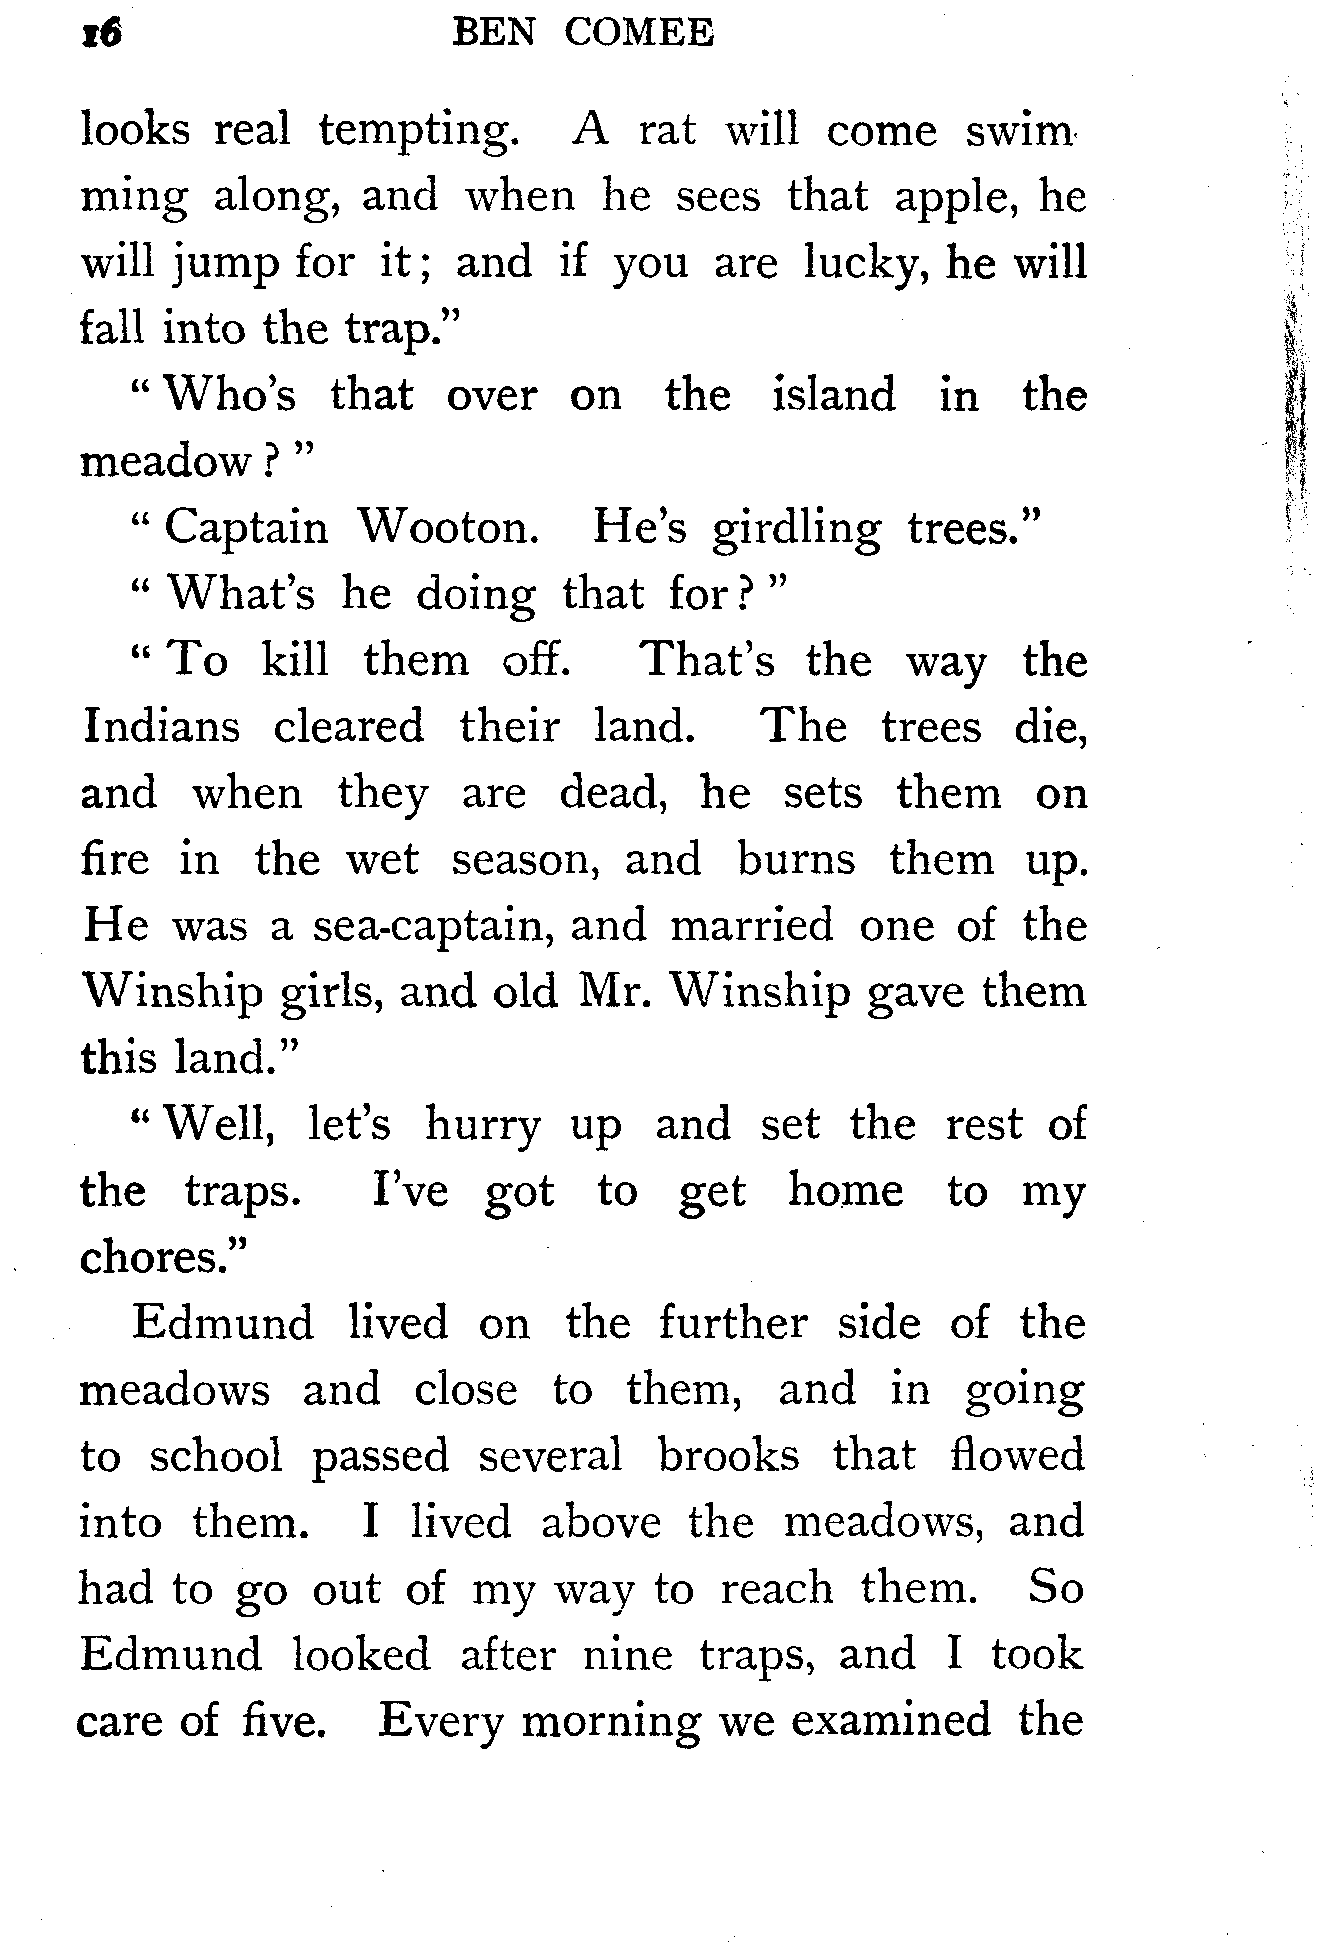 16 BEN COMEE
looks real tempting. A rat will come swim-
ming along, and when he sees that apple, he
will jump for it; and if you are lucky, he will
fall into the trap."
"Who's that over on the island in the
meadow?"
"Captain Wooton. He's girdling trees."
"What's he doing that for?"
"To kill them off. That's the way the
Indians cleared their land. The trees die,
and when they are dead, he sets them on
fire in the wet season, and burns them up.
He was a sea-captain, and married one of the
Winship girls, and old Mr. Winship gave them
this land."
"Well, let's hurry up and set the rest of
the traps. I've got to get home to my
chores."
Edmund lived on the further side of the
meadows and close to them, and in going
to school passed several brooks that flowed
into them. I lived above the meadows, and
had to go out of my way to reach them. So
Edmund looked after nine traps, and I took
care of five. Every morning we examined the